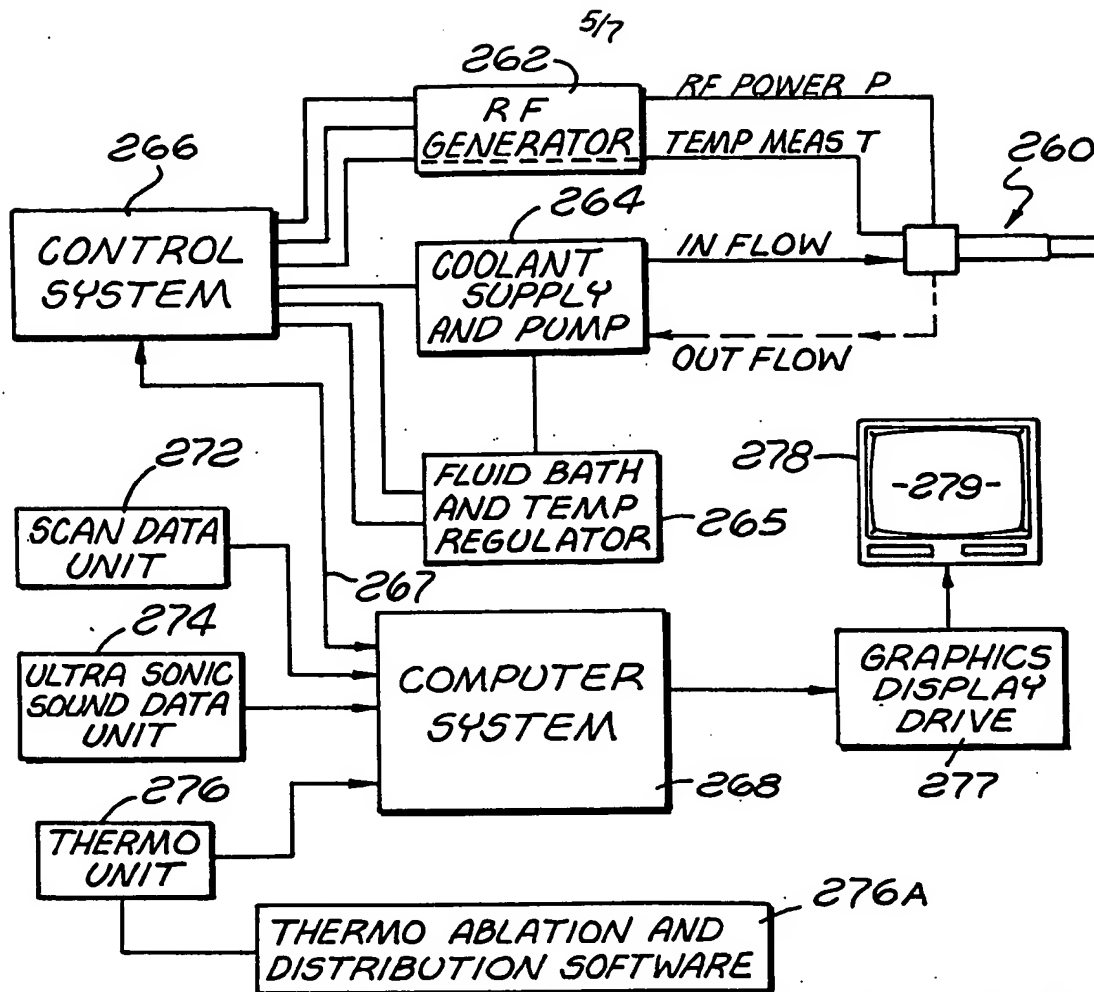 5/7
262
RF POWER P
RF
GENERATOR
TEMP MEAS T
266
260
264
CONTROL
SYSTEM
COOLANT
SUPPLY
AND PUMP
IN FLOW
OUT FLOW
272
278
-279-
FLUID BATH
AND TEMP
REGULATOR
265
SCAN DATA
UNIT
267
274
ULTRA SONIC
SOUND DATA
UNIT
COMPUTER
SYSTEM
268
GRAPHICS
DISPLAY
DRIVE
277
276
THERMO
UNIT
276A
THERMO ABLATION AND
DISTRIBUTION SOFTWARE